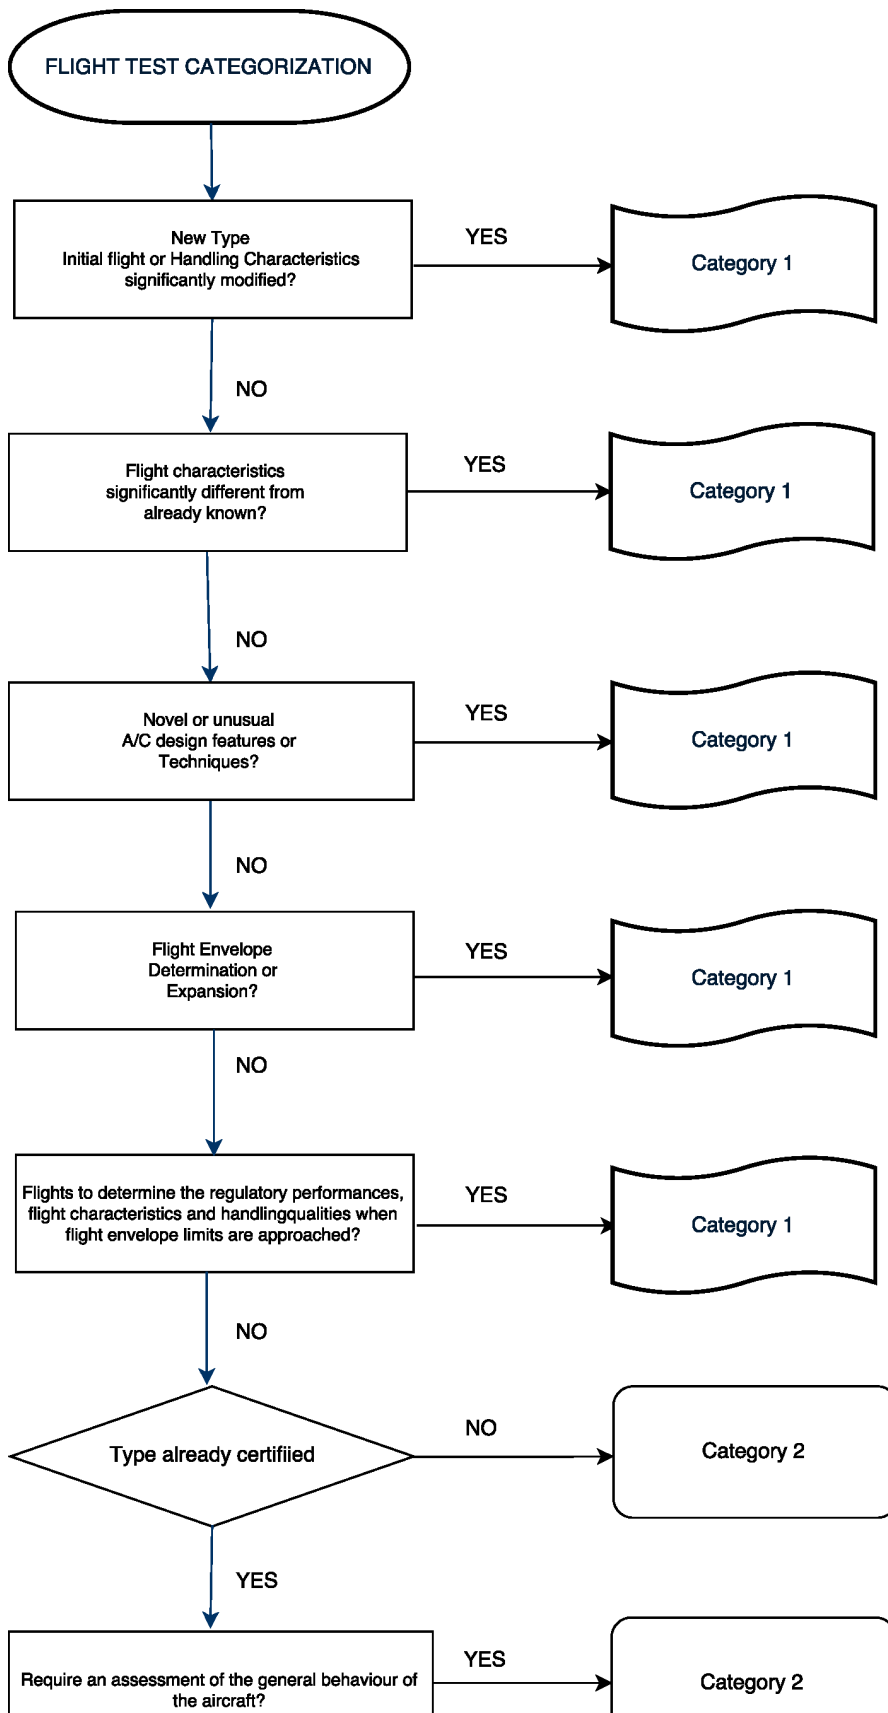 FLIGHT TEST CATEGORIZATION
New Type
Initial flight or Handling Characteristics
significantly modified?
YES
Category 1
NO
Flight characteristics
significantly different from
already known?
YES
Category 1
NO
Novel or unusual
A/C design features or
Techniques?
YES
Category 1
NO
Flight Envelope
Determination or
Expansion?
YES
Category 1
NO
Flights to determine the regulatory performances,
flight characteristics and handlingqualities when
flight envelope limits are approached?
YES
Category 1
NO
Type already certifiied
NO
Category 2
YES
Require an assessment of the general behaviour of
the aircraft?
YES
Category 2